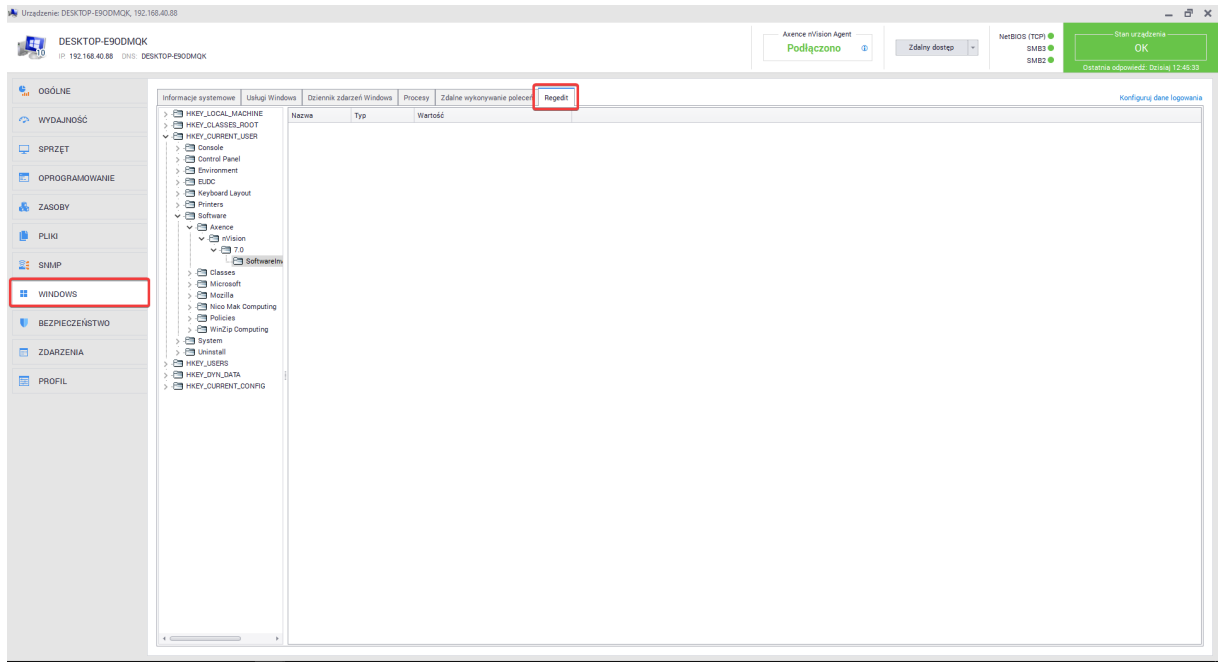 Urządzenie: DESKTOP-E9ODMQK, 192.168.40.88
DESKTOP-E9ODMQK
IP: 192.168.40.88 DNS: DESKTOP-E9ODMQK
10
Axence nVision Agent
Podłączono
Zdalny dostęp
NetBIOS (TCP)
SMB3
SMB2
Stan urządzenia
OK
Ostatnia odpowiedź: Dzisiaj 12:45:33
OGÓLNE
WYDAJNOŚĆ
SPRZĘT
OPROGRAMOWANIE
ZASOBY
PLIKI
SNMP
WINDOWS
BEZPIECZEŃSTWO
ZDARZENIA
PROFIL
Informacje systemowe Usługi Windows Dziennik zdarzeń Windows Procesy Zdalne wykonywanie poleceń Regedit
Konfiguruj dane logowania
Nazwa Typ Wartość
HKEY_LOCAL_MACHINE
HKEY_CLASSES_ROOT
HKEY_CURRENT_USER
Console
Control Panel
Environment
EUDC
Keyboard Layout
Printers
Software
Axence
nVision
7.0
SoftwareInv
Classes
Microsoft
Mozilla
Nico Mak Computing
Policies
WinZip Computing
System
Uninstall
HKEY_USERS
HKEY_DYN_DATA
HKEY_CURRENT_CONFIG